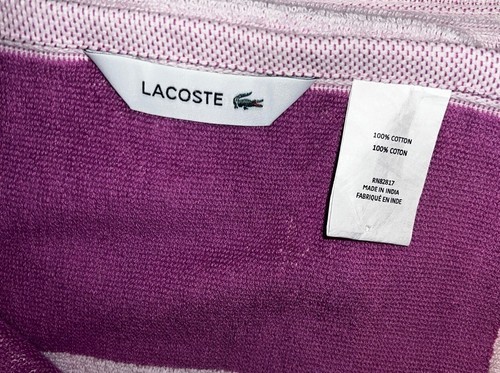 LACOSTE
100% COTTON
100% COTON
RN82817
MADE IN INDIA
FABRIQUÉ EN INDE